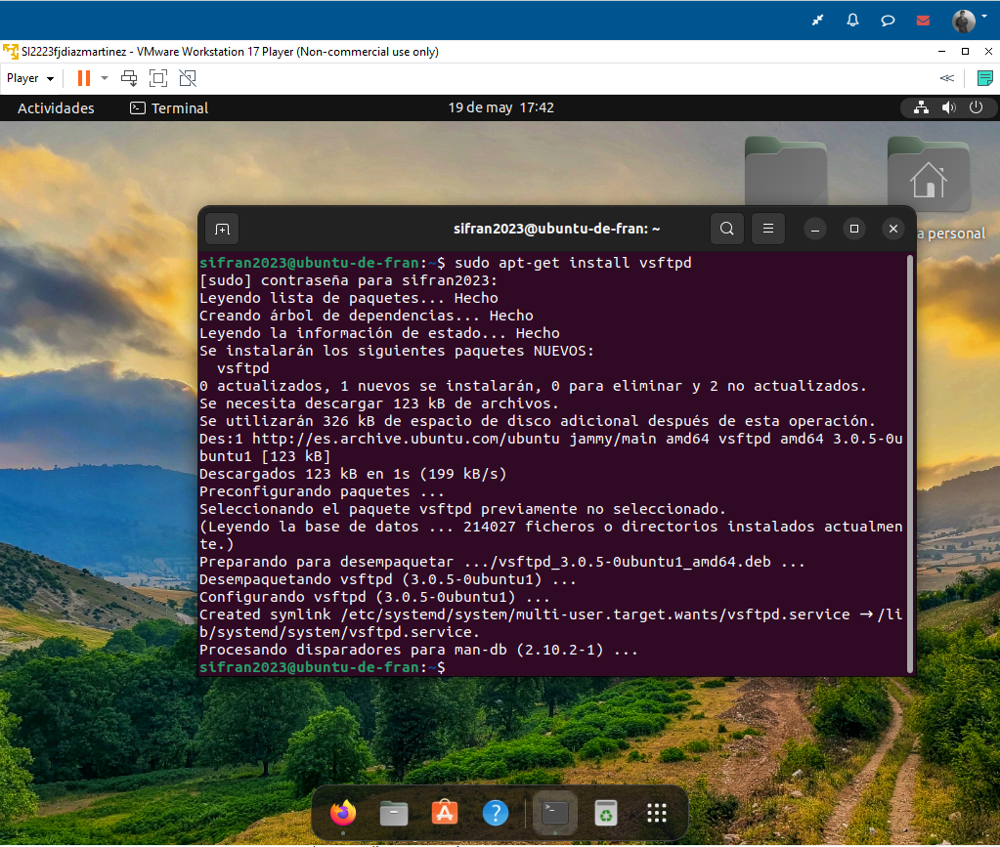 SI2223fjdiazmartinez - VMware Workstation 17 Player (Non-commercial use only)
Player
Actividades
Terminal
19 de may 17:42
a personal
sifran2023@ubuntu-de-fran: ~
sifran2023@ubuntu-de-fran:~$ sudo apt-get install vsftpd
[sudo] contraseña para sifran2023:
Leyendo lista de paquetes... Hecho
Creando árbol de dependencias... Hecho
Leyendo la información de estado... Hecho
Se instalarán los siguientes paquetes NUEVOS:
  vsftpd
0 actualizados, 1 nuevos se instalarán, 0 para eliminar y 2 no actualizados.
Se necesita descargar 123 kB de archivos.
Se utilizarán 326 kB de espacio de disco adicional después de esta operación.
Des:1 http://es.archive.ubuntu.com/ubuntu jammy/main amd64 vsftpd amd64 3.0.5-0u
buntu1 [123 kB]
Descargados 123 kB en 1s (199 kB/s)
Preconfigurando paquetes ...
Seleccionando el paquete vsftpd previamente no seleccionado.
(Leyendo la base de datos ... 214027 ficheros o directorios instalados actualmen
te.)
Preparando para desempaquetar .../vsftpd_3.0.5-0ubuntu1_amd64.deb ...
Desempaquetando vsftpd (3.0.5-0ubuntu1) ...
Configurando vsftpd (3.0.5-0ubuntu1) ...
Created symlink /etc/systemd/system/multi-user.target.wants/vsftpd.service → /li
b/systemd/system/vsftpd.service.
Procesando disparadores para man-db (2.10.2-1) ...
sifran2023@ubuntu-de-fran:~$